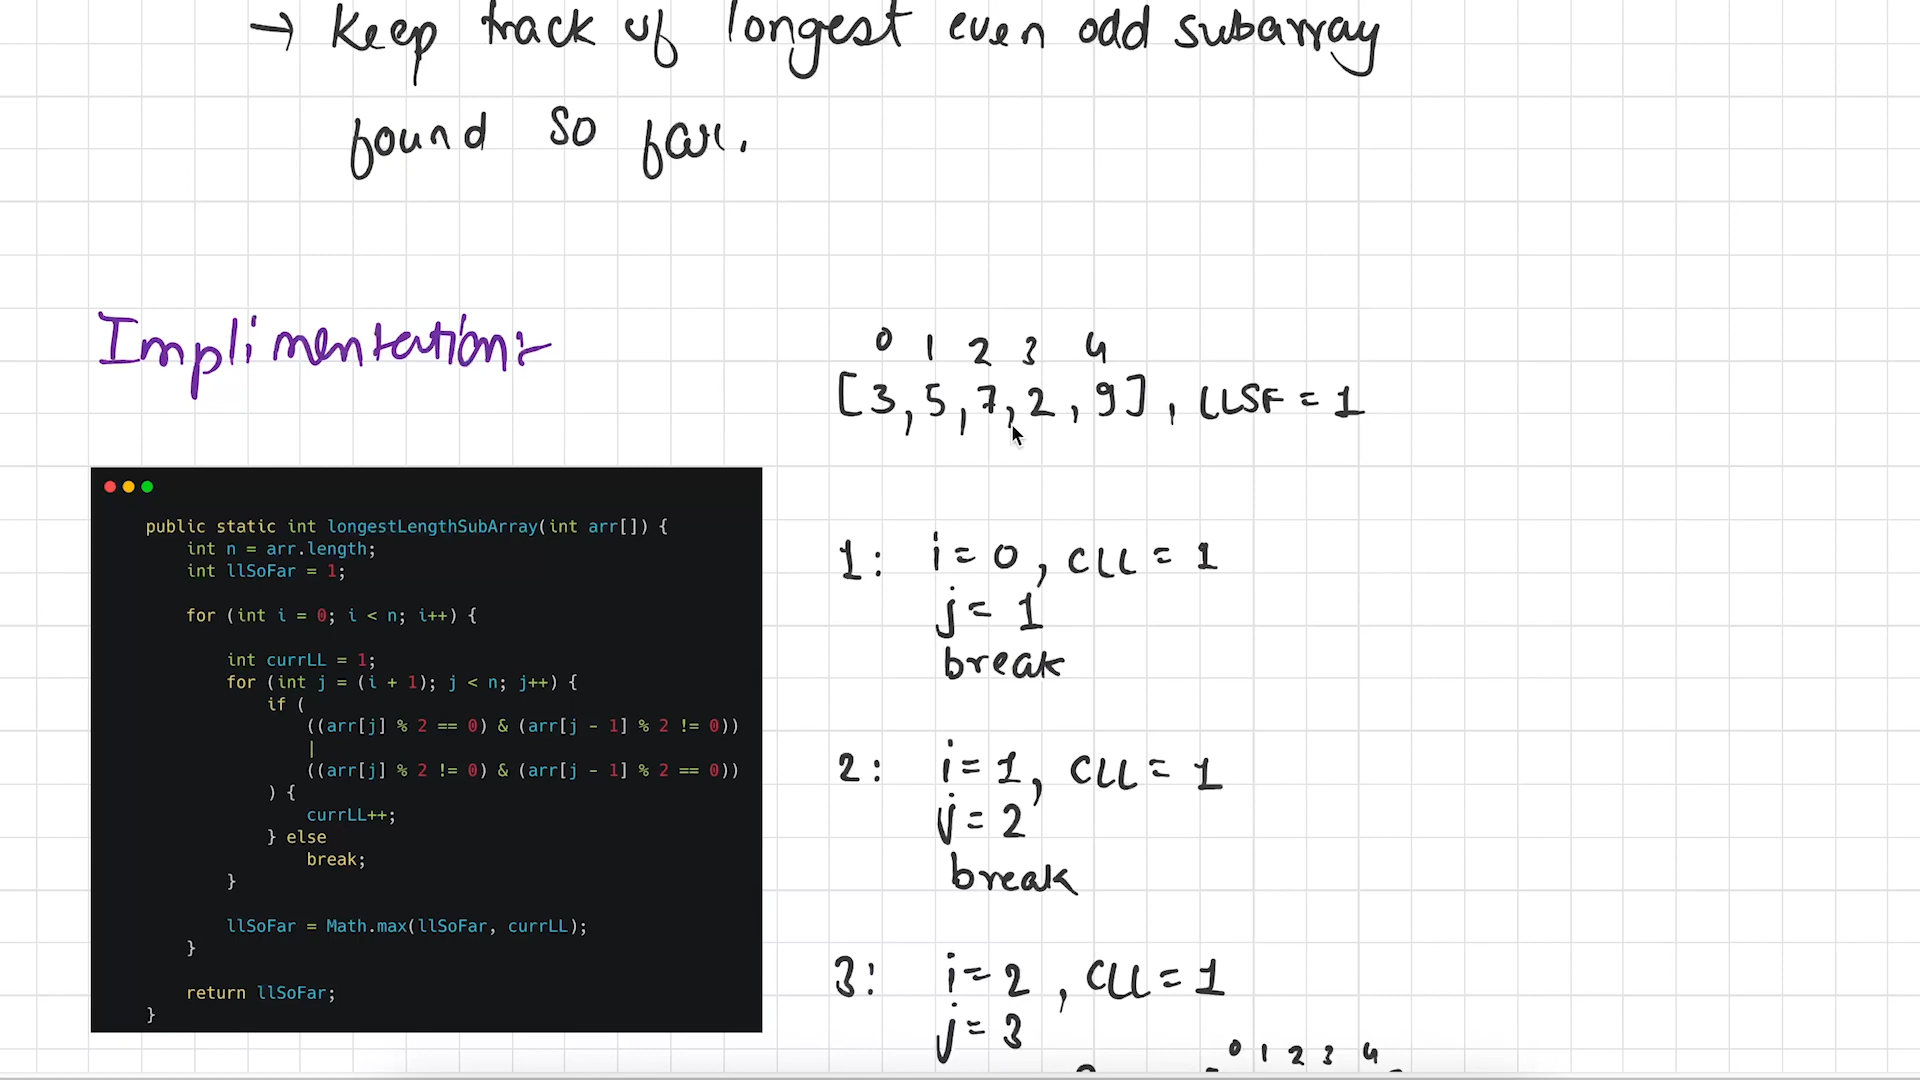 → Keep track of longest even odd subarray
found so far.
Implimentation:-
0 1 2 3 4
[3,5,7,2,9], LLSF = 1
public static int longestLengthSubArray(int arr[]) {
int n = arr.length;
int llSoFar = 1;
for (int i = 0; i < n; i++) {
int currLL = 1;
for (int j = (i + 1); j < n; j++) {
if (
((arr[j] % 2 == 0) & (arr[j - 1] % 2 != 0))
|
((arr[j] % 2 != 0) & (arr[j - 1] % 2 == 0))
) {
currLL++;
} else
break;
}
llSoFar = Math.max(llSoFar, currLL);
}
return llSoFar;
}
1: i = 0, CLL = 1
j = 1
break
2: i = 1, CLL = 1
j = 2
break
3: i = 2, CLL = 1
j = 3
0 1 2 3 4